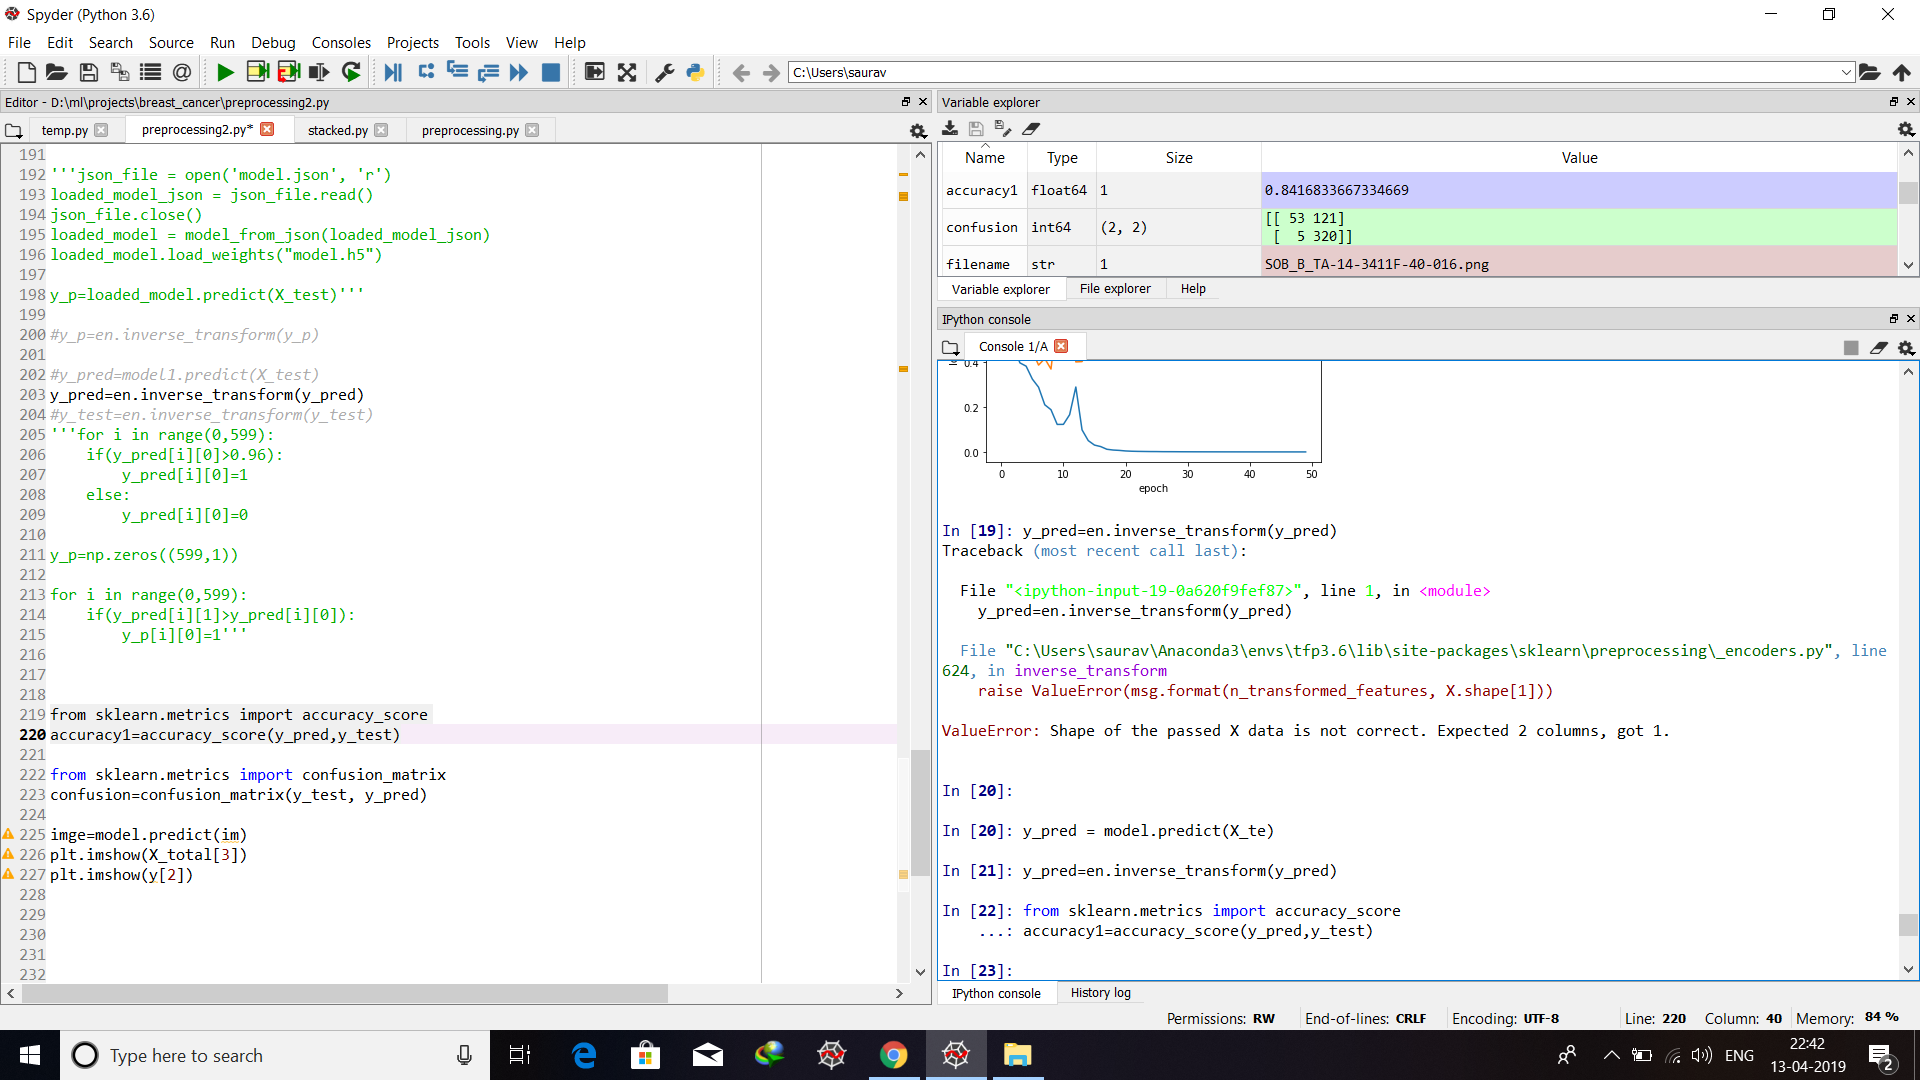 Spyder (Python 3.6)
File Edit Search Source Run Debug Consoles Projects Tools View Help
C:\Users\saurav
Editor - D:\ml\projects\breast_cancer\preprocessing2.py
temp.py preprocessing2.py* stacked.py preprocessing.py
191
192 '''json_file = open('model.json', 'r')
193 loaded_model_json = json_file.read()
194 json_file.close()
195 loaded_model = model_from_json(loaded_model_json)
196 loaded_model.load_weights("model.h5")
197
198 y_p=loaded_model.predict(X_test)'''
199
200 #y_p=en.inverse_transform(y_p)
201
202 #y_pred=model1.predict(X_test)
203 y_pred=en.inverse_transform(y_pred)
204 #y_test=en.inverse_transform(y_test)
205 '''for i in range(0,599):
206     if(y_pred[i][0]>0.96):
207         y_pred[i][0]=1
208     else:
209         y_pred[i][0]=0
210
211 y_p=np.zeros((599,1))
212
213 for i in range(0,599):
214     if(y_pred[i][1]>y_pred[i][0]):
215         y_p[i][0]=1'''
216
217
218
219 from sklearn.metrics import accuracy_score
220 accuracy1=accuracy_score(y_pred,y_test)
221
222 from sklearn.metrics import confusion_matrix
223 confusion=confusion_matrix(y_test, y_pred)
224
225 imge=model.predict(im)
226 plt.imshow(X_total[3])
227 plt.imshow(y[2])
228
229
230
231
232
Variable explorer
Name Type Size Value
accuracy1 float64 1 0.8416833667334669
confusion int64 (2, 2) [[ 53 121]
[  5 320]]
filename str 1 SOB_B_TA-14-3411F-40-016.png
Variable explorer File explorer Help
IPython console
Console 1/A
0.4
0.2
0.0
0 10 20 30 40 50
epoch
In [19]: y_pred=en.inverse_transform(y_pred)
Traceback (most recent call last):
File "<ipython-input-19-0a620f9fef87>", line 1, in <module>
y_pred=en.inverse_transform(y_pred)
File "C:\Users\saurav\Anaconda3\envs\tfp3.6\lib\site-packages\sklearn\preprocessing\_encoders.py", line
624, in inverse_transform
raise ValueError(msg.format(n_transformed_features, X.shape[1]))
ValueError: Shape of the passed X data is not correct. Expected 2 columns, got 1.
In [20]:
In [20]: y_pred = model.predict(X_te)
In [21]: y_pred=en.inverse_transform(y_pred)
In [22]: from sklearn.metrics import accuracy_score
...: accuracy1=accuracy_score(y_pred,y_test)
In [23]:
IPython console History log
Permissions: RW End-of-lines: CRLF Encoding: UTF-8 Line: 220 Column: 40 Memory: 84 %
Type here to search
ENG
22:42
13-04-2019
2